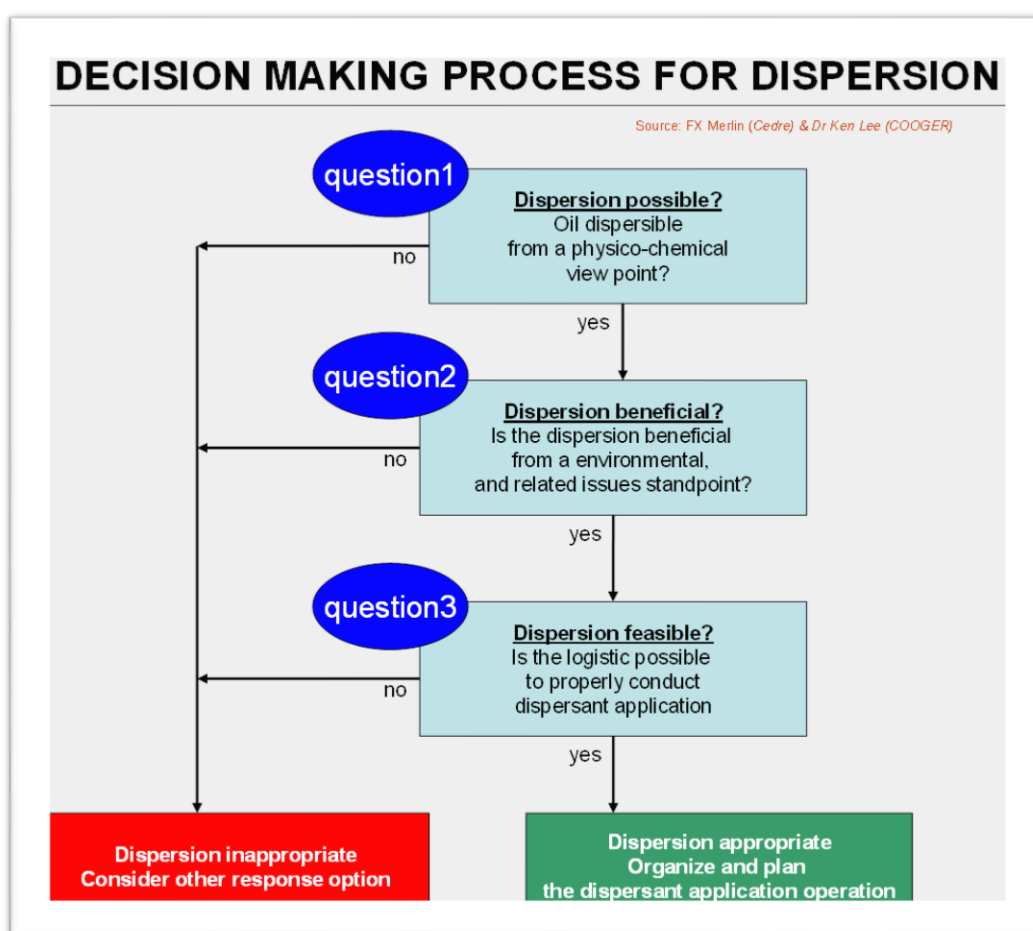 DECISION MAKING PROCESS FOR DISPERSION
Source: FX Merlin (Cedre) & Dr Ken Lee (COOGER)
question1
Dispersion possible?
Oil dispersible
from a physico-chemical
view point?
no
yes
question2
Dispersion beneficial?
Is the dispersion beneficial
from a environmental,
and related issues standpoint?
no
yes
question3
Dispersion feasible?
Is the logistic possible
to properly conduct
dispersant application
no
yes
Dispersion inappropriate
Consider other response option
Dispersion appropriate
Organize and plan
the dispersant application operation